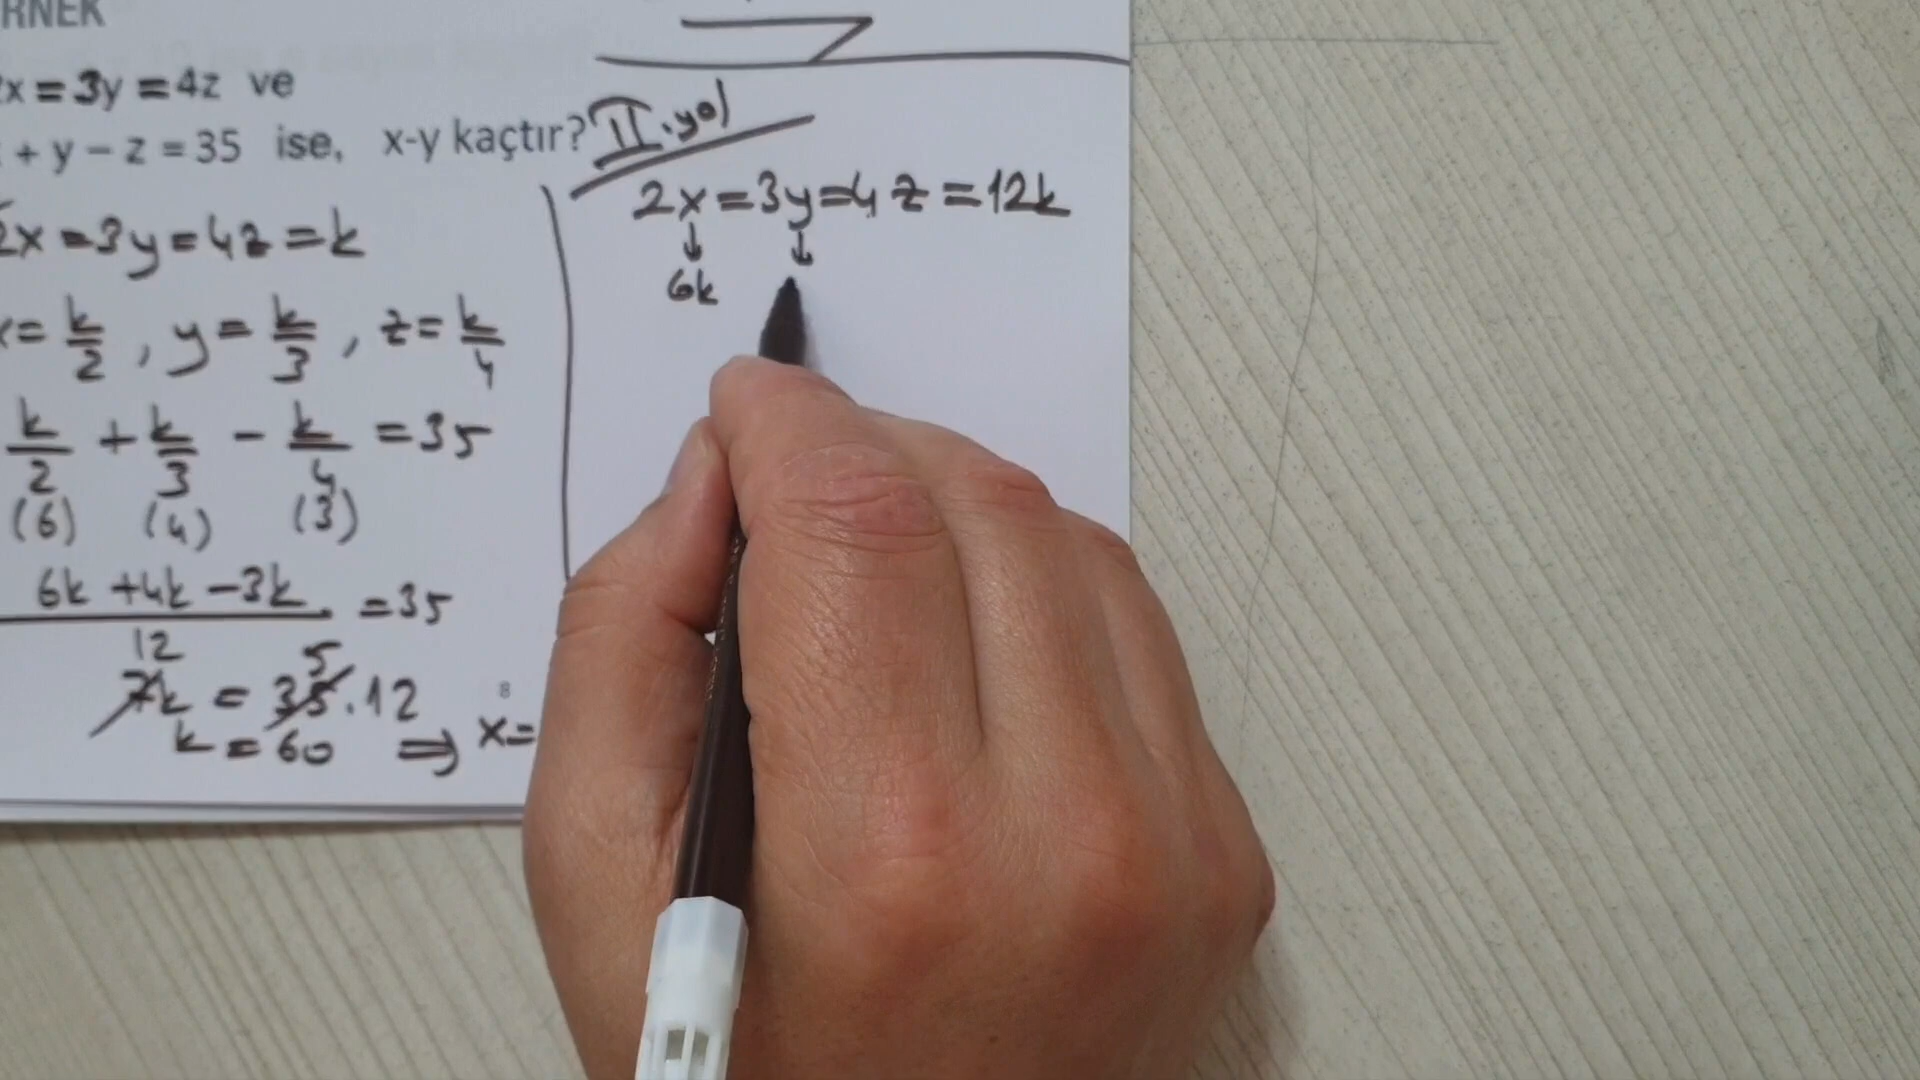 RNEK
x = 3y = 4z ve
+ y − z = 35 ise, x-y kaçtır?
2x = 3y = 4z = k
x = k/2 , y = k/3 , z = k/4
k/2 + k/3 − k/4 = 35
(6) (4) (3)
6k + 4k − 3k / 12 = 35
5
7k = 35 . 12
8
k = 60 ⇒ x =
II. yol
2x = 3y = 4z = 12k
↓ ↓
6k